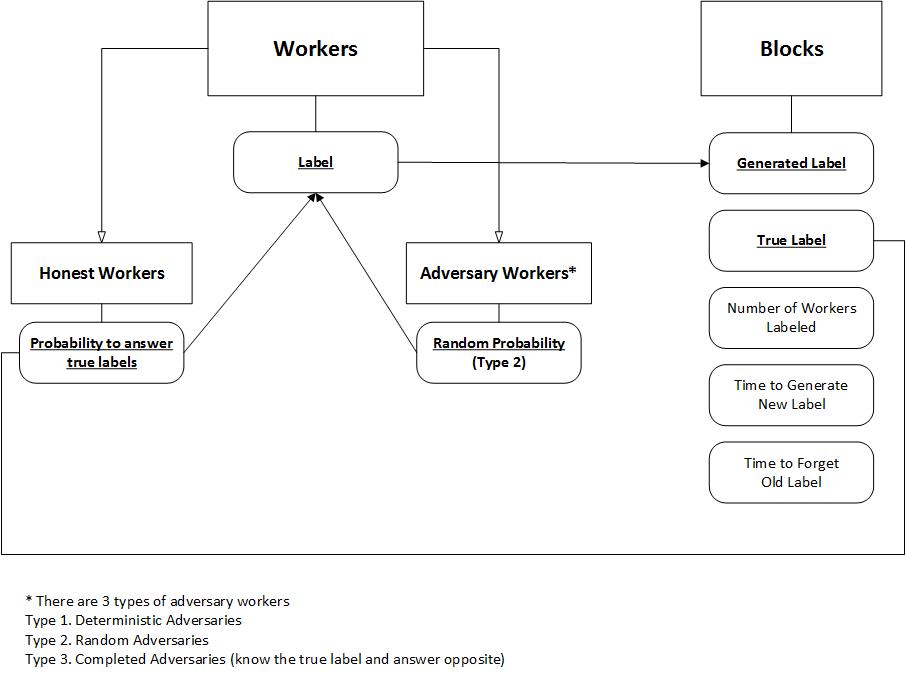 Workers
Blocks
Label
Generated Label
True Label
Honest Workers
Adversary Workers*
Number of Workers
Labeled
Probability to answer
true labels
Random Probability
(Type 2)
Time to Generate
New Label
Time to Forget
Old Label
* There are 3 types of adversary workers
Type 1. Deterministic Adversaries
Type 2. Random Adversaries
Type 3. Completed Adversaries (know the true label and answer opposite)